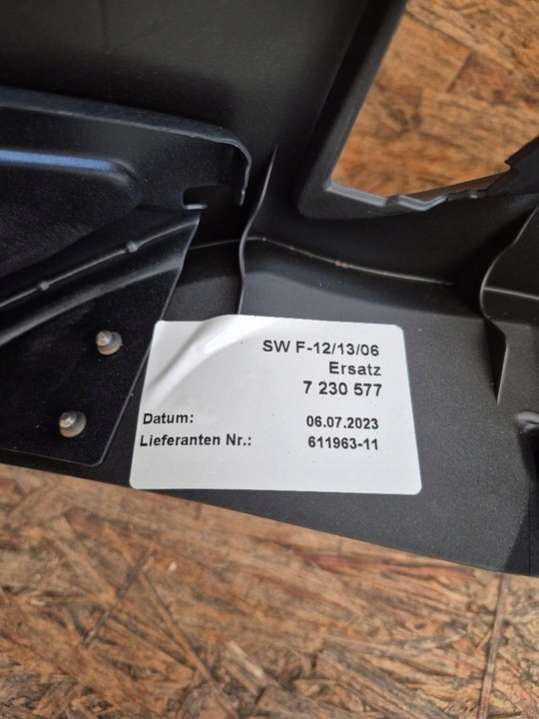 SW F-12/13/06
Ersatz
7 230 577
Datum: 06.07.2023
Lieferanten Nr.: 611963-11